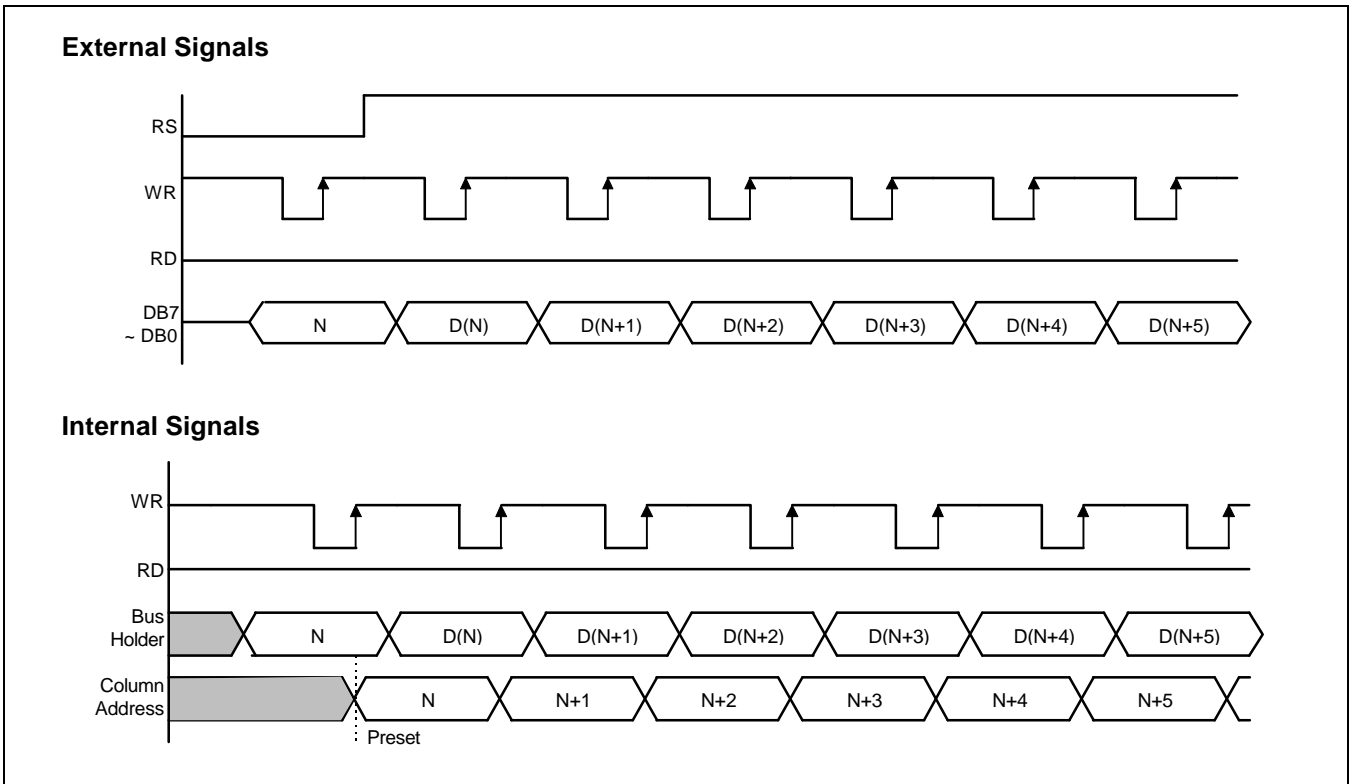 External Signals
RS
WR
RD
DB7
~ DB0
N D(N) D(N+1) D(N+2) D(N+3) D(N+4) D(N+5)
Internal Signals
WR
RD
Bus
Holder
N D(N) D(N+1) D(N+2) D(N+3) D(N+4) D(N+5)
Column
Address
N N+1 N+2 N+3 N+4 N+5
Preset